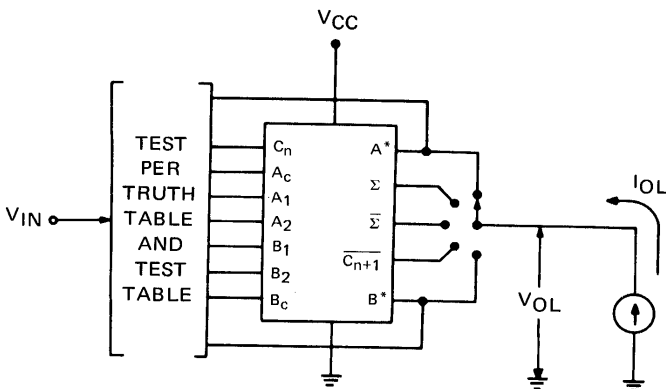 VCC
TEST
PER
TRUTH
TABLE
AND
TEST
TABLE
VIN
Cn
Ac
A1
A2
B1
B2
Bc
A*
Σ
Σ̅
C̅n̅+̅1̅
B*
IOL
VOL